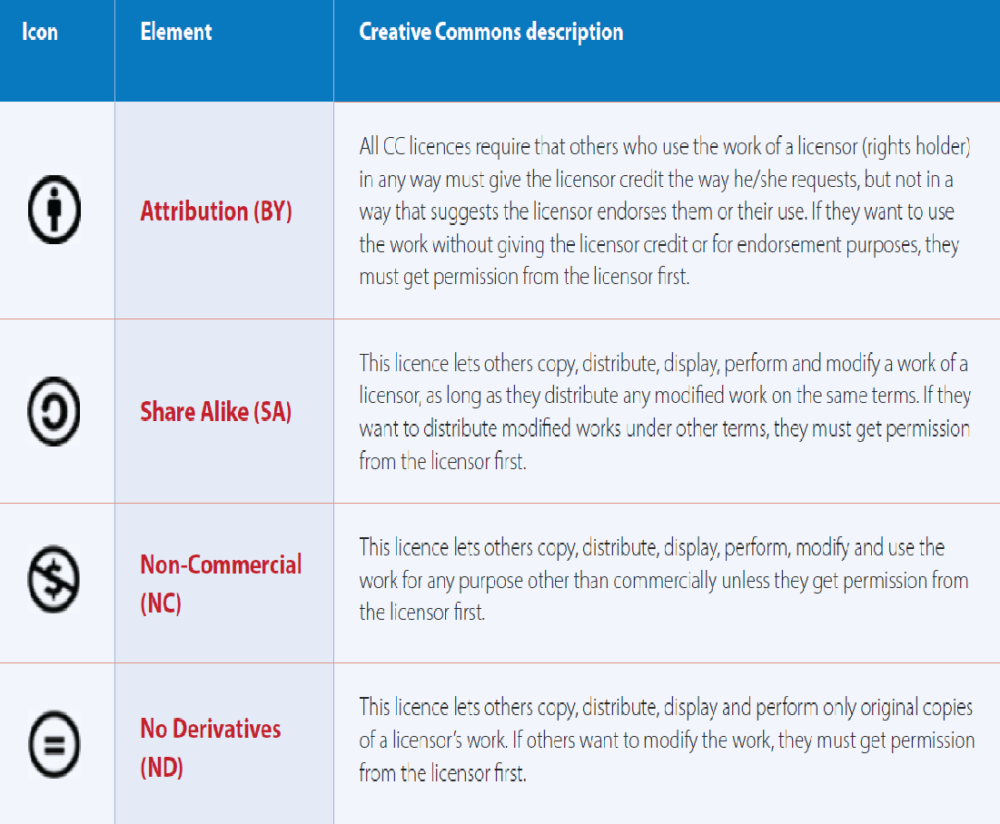 Icon
Element
Creative Commons description
Attribution (BY)
All CC licences require that others who use the work of a licensor (rights holder)
in any way must give the licensor credit the way he/she requests, but not in a
way that suggests the licensor endorses them or their use. If they want to use
the work without giving the licensor credit or for endorsement purposes, they
must get permission from the licensor first.
Share Alike (SA)
This licence lets others copy, distribute, display, perform and modify a work of a
licensor, as long as they distribute any modified work on the same terms. If they
want to distribute modified works under other terms, they must get permission
from the licensor first.
$
Non-Commercial
(NC)
This licence lets others copy, distribute, display, perform, modify and use the
work for any purpose other than commercially unless they get permission from
the licensor first.
=
No Derivatives
(ND)
This licence lets others copy, distribute, display and perform only original copies
of a licensor's work. If others want to modify the work, they must get permission
from the licensor first.